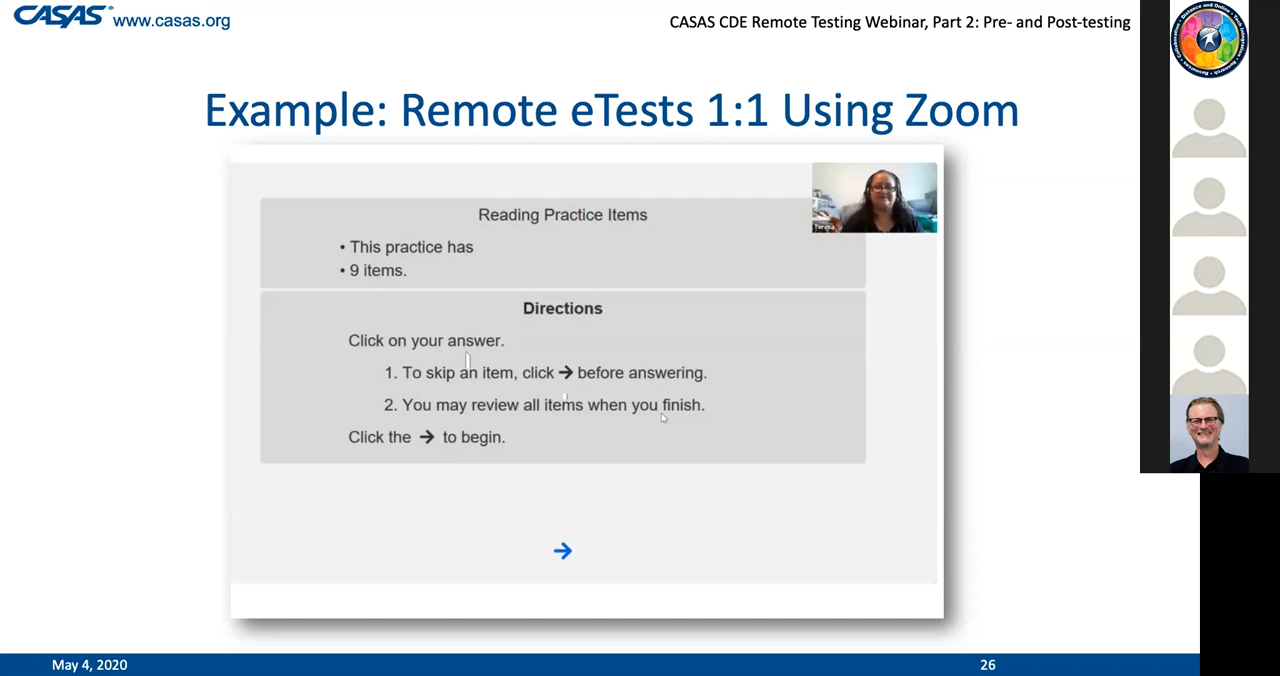 CASAS www.casas.org
CASAS CDE Remote Testing Webinar, Part 2: Pre- and Post-testing
Example: Remote eTests 1:1 Using Zoom
Reading Practice Items
• This practice has
• 9 items.
Directions
Click on your answer.
1. To skip an item, click → before answering.
2. You may review all items when you finish.
Click the → to begin.
→
Teresa
May 4, 2020
26